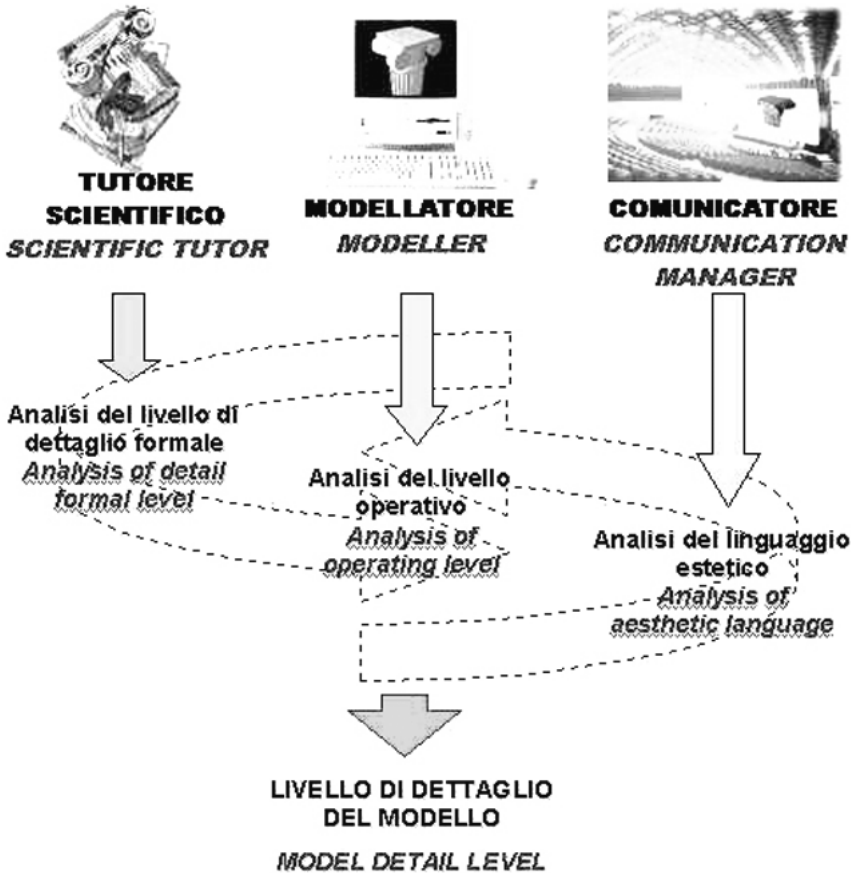 TUTORE
SCIENTIFICO
SCIENTIFIC TUTOR
MODELLATORE
MODELLER
COMUNICATORE
COMMUNICATION
MANAGER
Analisi del livello di
dettaglio formale
Analysis of detail
formal level
Analisi del livello
operativo
Analysis of
operating level
Analisi del linguaggio
estetico
Analysis of
aesthetic language
LIVELLO DI DETTAGLIO
DEL MODELLO
MODEL DETAIL LEVEL